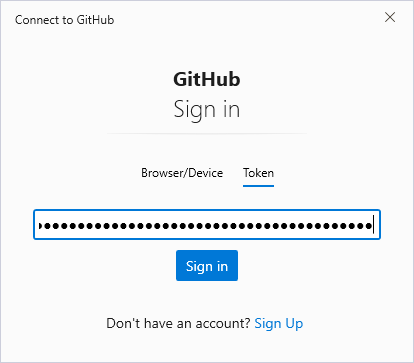 Connect to GitHub
GitHub
Sign in
Browser/Device Token
Sign in
Don't have an account? Sign Up